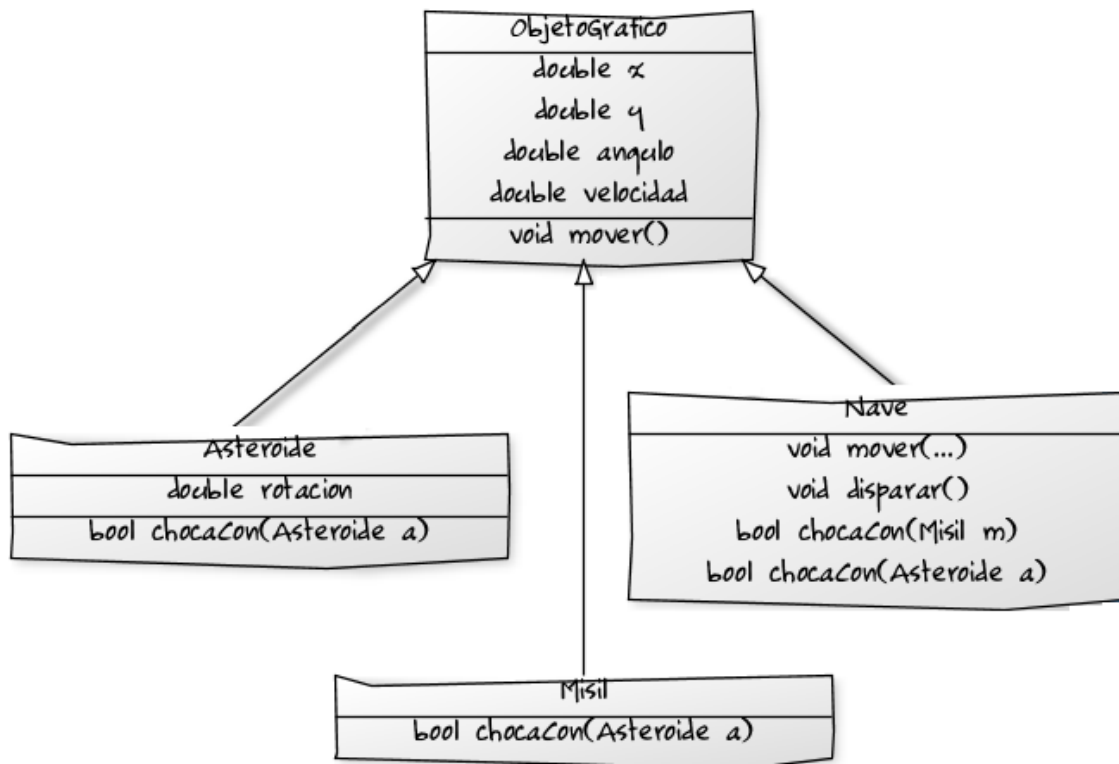 ObjetoGrafico
double x
double y
double angulo
double velocidad
void mover()
Asteroide
double rotacion
bool chocaCon(Asteroide a)
Nave
void mover(...)
void disparar()
bool chocaCon(Misil m)
bool chocaCon(Asteroide a)
Misil
bool chocaCon(Asteroide a)